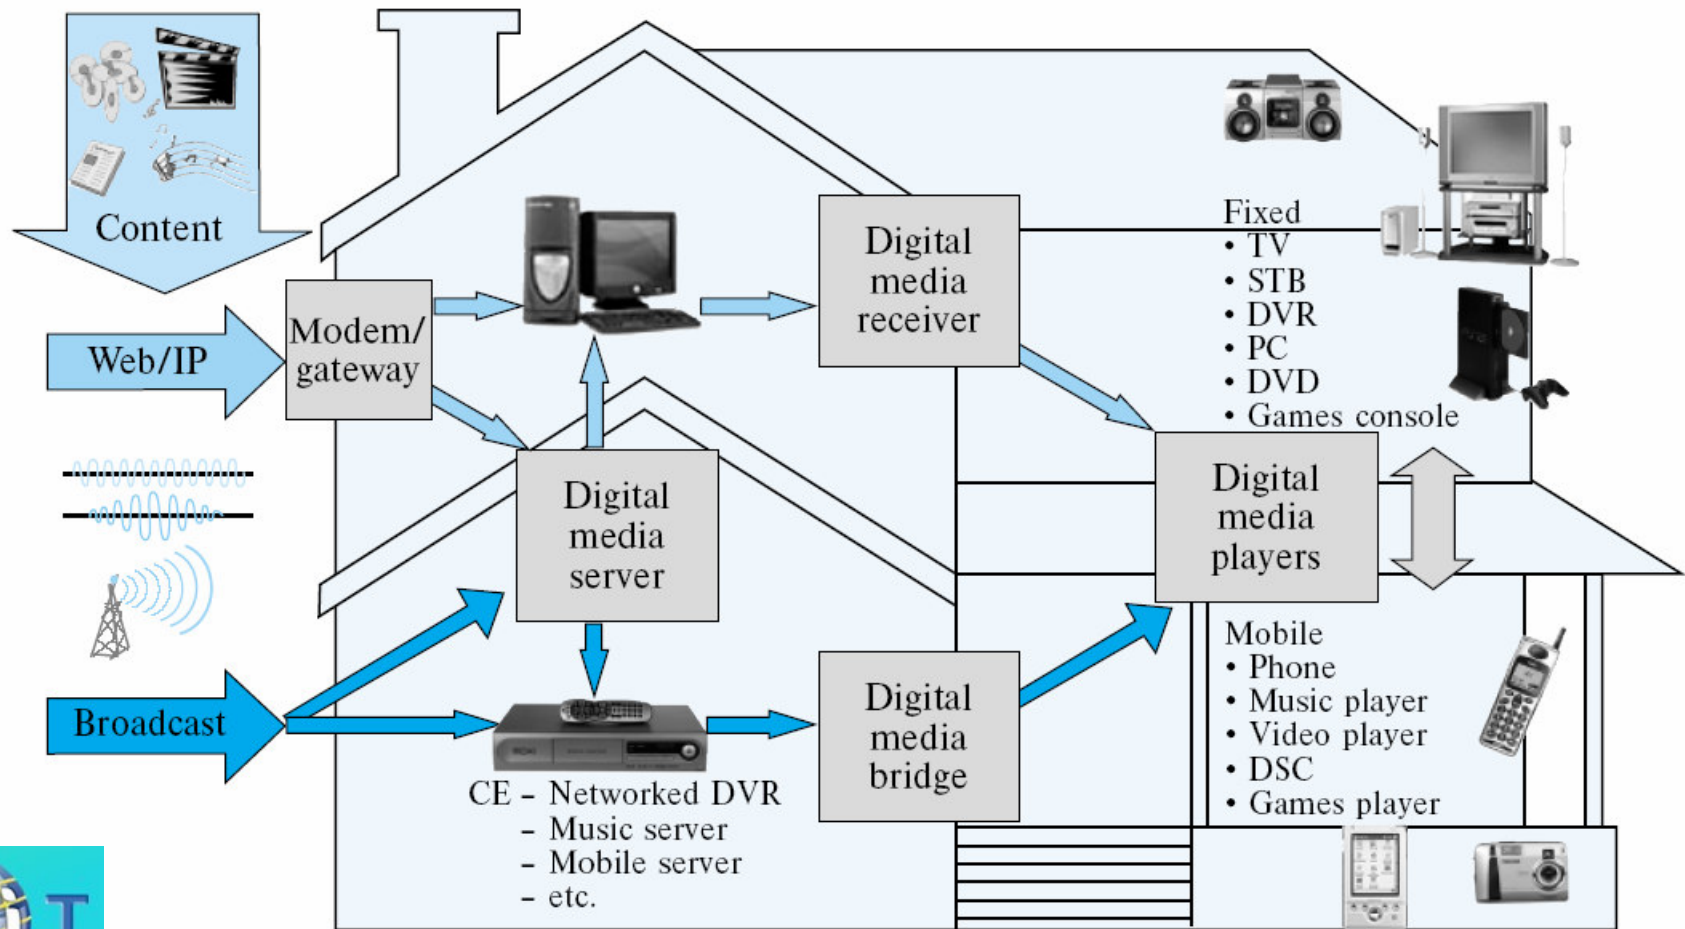 Content
Web/IP
Modem/
gateway
Digital
media
receiver
Fixed
• TV
• STB
• DVR
• PC
• DVD
• Games console
Digital
media
server
Digital
media
players
Broadcast
CE – Networked DVR
– Music server
– Mobile server
– etc.
Digital
media
bridge
Mobile
• Phone
• Music player
• Video player
• DSC
• Games player
T